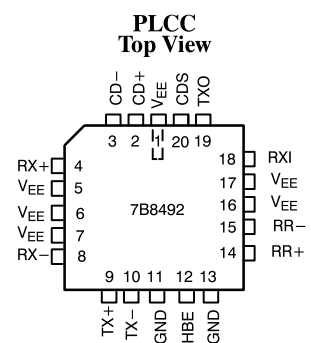 PLCC
Top View
CD− CD+ VEE CDS TXO
3 2 1 20 19
RX+ 4 18 RXI
VEE 5 17 VEE
VEE 6 16 VEE
7B8492
VEE 7 15 RR−
RX− 8 14 RR+
9 10 11 12 13
TX+ TX− GND HBE GND